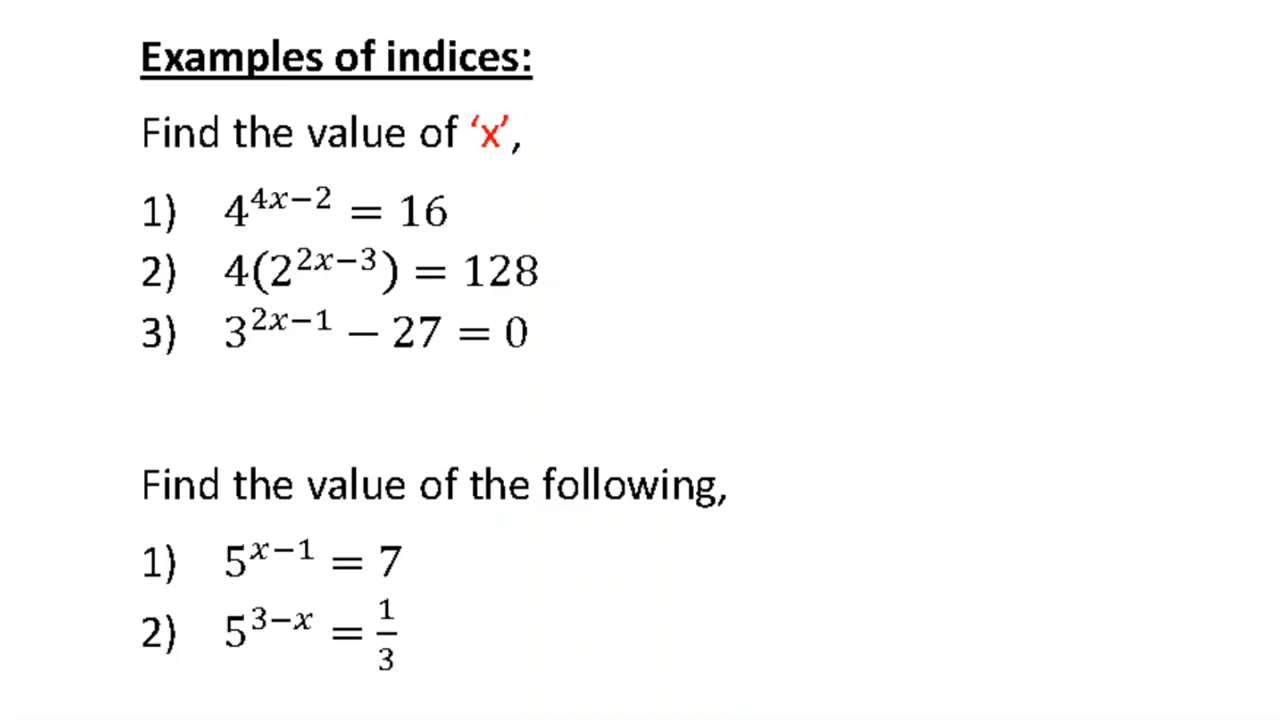 Examples of indices:
Find the value of ‘x’,
1) $4^{4x-2} = 16$
2) $4(2^{2x-3}) = 128$
3) $3^{2x-1} - 27 = 0$
Find the value of the following,
1) $5^{x-1} = 7$
2) $5^{3-x} = \frac{1}{3}$